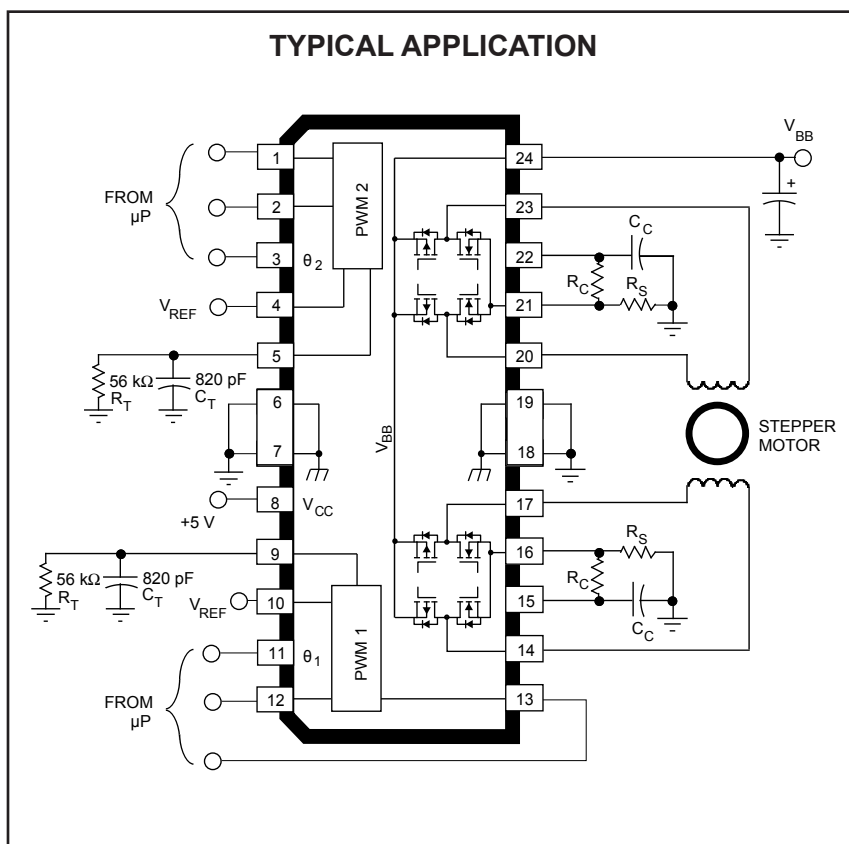 TYPICAL APPLICATION
V_BB
FROM
µP
1
2
3
θ_2
PWM 2
V_REF
4
5
56 kΩ
R_T
820 pF
C_T
6
7
+5 V
8
V_CC
9
56 kΩ
R_T
820 pF
C_T
V_REF
10
11
θ_1
12
PWM 1
FROM
µP
V_BB
24
23
22
21
20
19
18
17
16
15
14
13
C_C
R_C
R_S
STEPPER
MOTOR
R_S
R_C
C_C
+